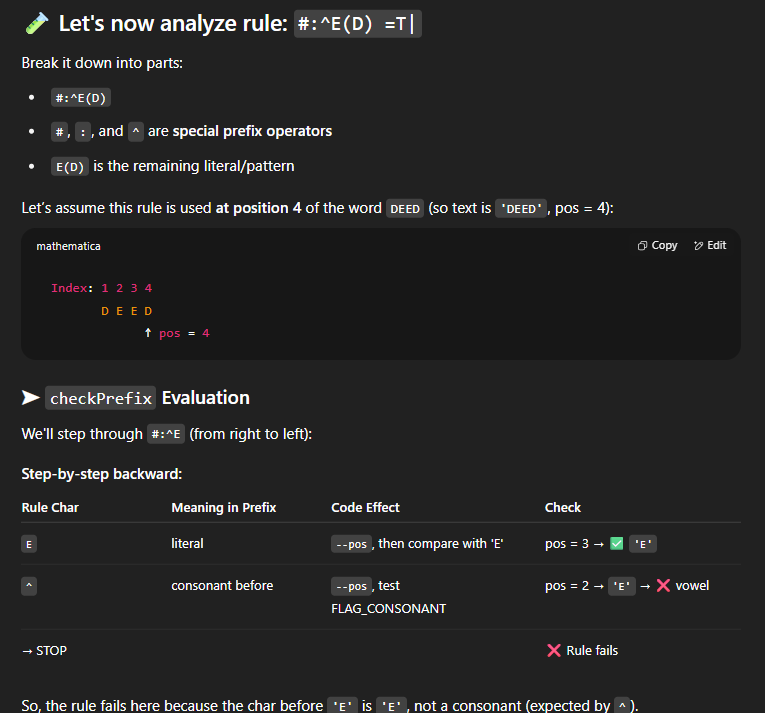 🧪 Let's now analyze rule: #:^E(D) =T|
Break it down into parts:
• #:^E(D)
• #, :, and ^ are special prefix operators
• E(D) is the remaining literal/pattern
Let's assume this rule is used at position 4 of the word DEED (so text is 'DEED', pos = 4):
mathematica Copy Edit
Index: 1 2 3 4
D E E D
↑ pos = 4
➤ checkPrefix Evaluation
We'll step through #:^E (from right to left):
Step-by-step backward:
Rule Char Meaning in Prefix Code Effect Check
E literal --pos, then compare with 'E' pos = 3 → ✅ 'E'
^ consonant before --pos, test pos = 2 → 'E' → ❌ vowel
FLAG_CONSONANT
→ STOP ❌ Rule fails
So, the rule fails here because the char before 'E' is 'E', not a consonant (expected by ^).